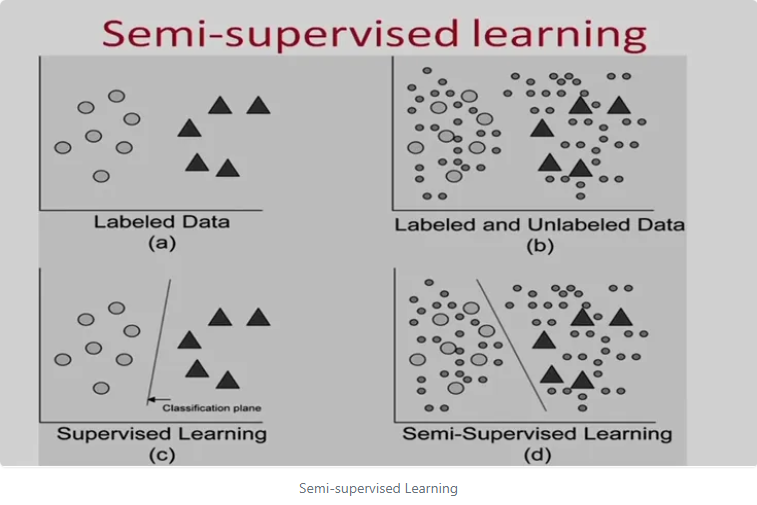 Semi-supervised learning
Labeled Data
(a)
Labeled and Unlabeled Data
(b)
Classification plane
Supervised Learning
(c)
Semi-Supervised Learning
(d)
Semi-supervised Learning